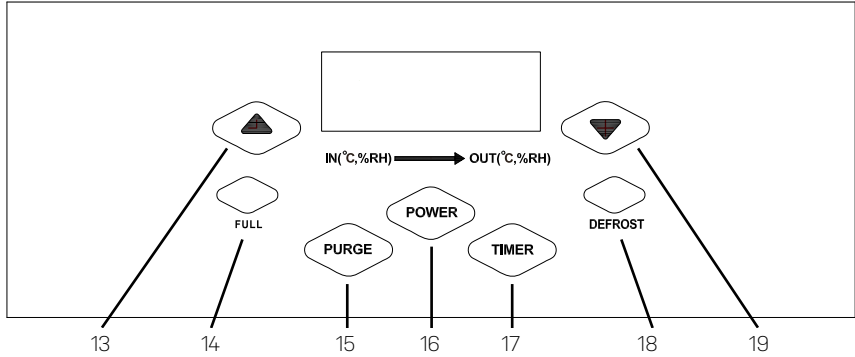 IN(°C,%RH) OUT(°C,%RH)
FULL
POWER
DEFROST
PURGE
TIMER
13 14 15 16 17 18 19